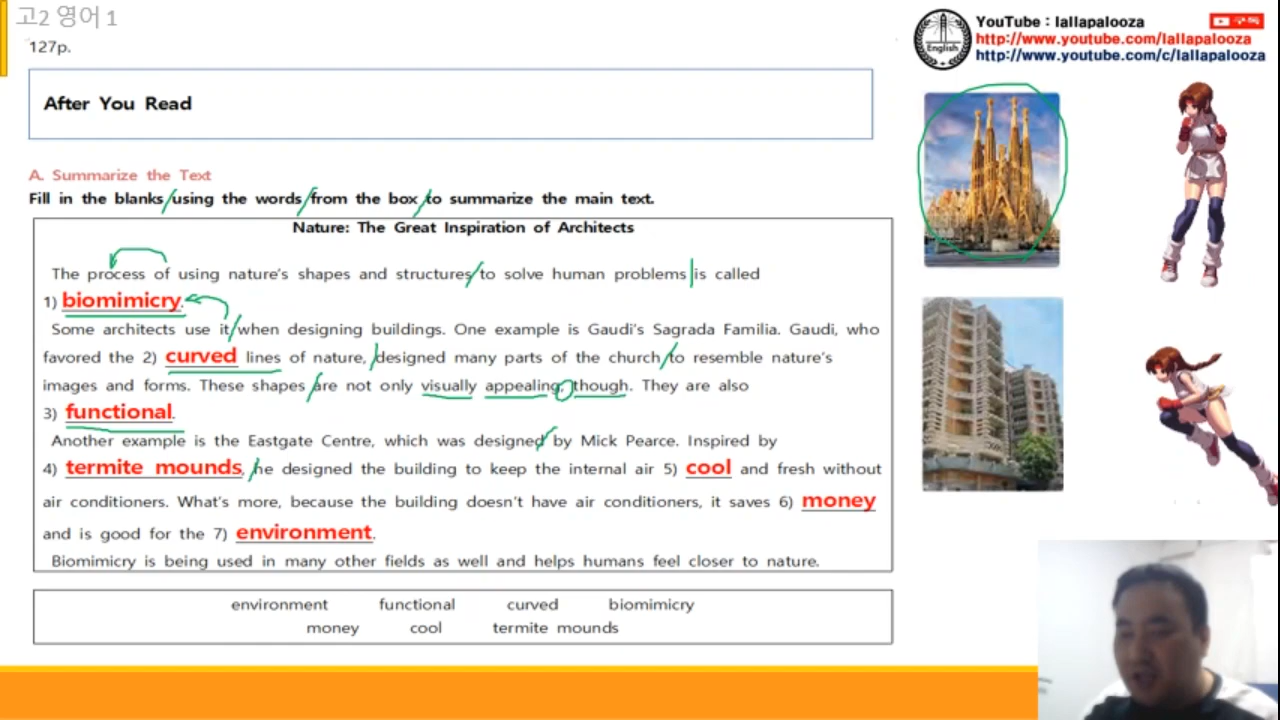 고2 영어 1
127p.
YouTube : lallapalooza
구독
http://www.youtube.com/lallapalooza
http://www.youtube.com/c/lallapalooza
English
After You Read
A. Summarize the Text
Fill in the blanks using the words from the box to summarize the main text.
Nature: The Great Inspiration of Architects
The process of using nature's shapes and structures to solve human problems is called
1) biomimicry.
Some architects use it when designing buildings. One example is Gaudi's Sagrada Familia. Gaudi, who
favored the 2) curved lines of nature, designed many parts of the church to resemble nature's
images and forms. These shapes are not only visually appealing, though. They are also
3) functional.
Another example is the Eastgate Centre, which was designed by Mick Pearce. Inspired by
4) termite mounds, he designed the building to keep the internal air 5) cool and fresh without
air conditioners. What's more, because the building doesn't have air conditioners, it saves 6) money
and is good for the 7) environment.
Biomimicry is being used in many other fields as well and helps humans feel closer to nature.
environment functional curved biomimicry
money cool termite mounds